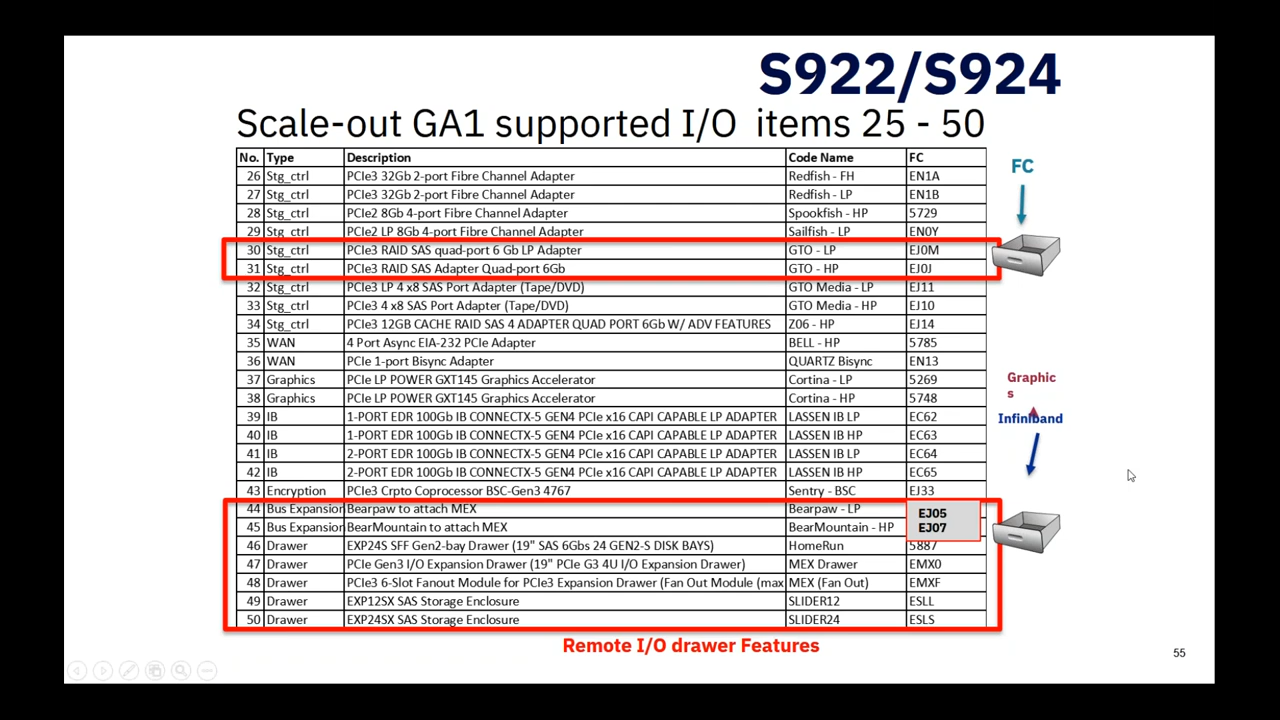 S922/S924
Scale-out GA1 supported I/O items 25 - 50
No. Type Description Code Name FC
26 Stg_ctrl PCIe3 32Gb 2-port Fibre Channel Adapter Redfish - FH EN1A
27 Stg_ctrl PCIe3 32Gb 2-port Fibre Channel Adapter Redfish - LP EN1B
28 Stg_ctrl PCIe2 8Gb 4-port Fibre Channel Adapter Spookfish - HP 5729
29 Stg_ctrl PCIe2 LP 8Gb 4-port Fibre Channel Adapter Sailfish - LP EN0Y
30 Stg_ctrl PCIe3 RAID SAS quad-port 6 Gb LP Adapter GTO - LP EJ0M
31 Stg_ctrl PCIe3 RAID SAS Adapter Quad-port 6Gb GTO - HP EJ0J
32 Stg_ctrl PCIe3 LP 4 x8 SAS Port Adapter (Tape/DVD) GTO Media - LP EJ11
33 Stg_ctrl PCIe3 4 x8 SAS Port Adapter (Tape/DVD) GTO Media - HP EJ10
34 Stg_ctrl PCIe3 12GB CACHE RAID SAS 4 ADAPTER QUAD PORT 6Gb W/ ADV FEATURES Z06 - HP EJ14
35 WAN 4 Port Async EIA-232 PCIe Adapter BELL - HP 5785
36 WAN PCIe 1-port Bisync Adapter QUARTZ Bisync EN13
37 Graphics PCIe LP POWER GXT145 Graphics Accelerator Cortina - LP 5269
38 Graphics PCIe LP POWER GXT145 Graphics Accelerator Cortina - HP 5748
39 IB 1-PORT EDR 100Gb IB CONNECTX-5 GEN4 PCIe x16 CAPI CAPABLE LP ADAPTER LASSEN IB LP EC62
40 IB 1-PORT EDR 100Gb IB CONNECTX-5 GEN4 PCIe x16 CAPI CAPABLE LP ADAPTER LASSEN IB HP EC63
41 IB 2-PORT EDR 100Gb IB CONNECTX-5 GEN4 PCIe x16 CAPI CAPABLE LP ADAPTER LASSEN IB LP EC64
42 IB 2-PORT EDR 100Gb IB CONNECTX-5 GEN4 PCIe x16 CAPI CAPABLE LP ADAPTER LASSEN IB HP EC65
43 Encryption PCIe3 Crpto Coprocessor BSC-Gen3 4767 Sentry - BSC EJ33
44 Bus Expansion Bearpaw to attach MEX Bearpaw - LP
45 Bus Expansion BearMountain to attach MEX BearMountain - HP
EJ05
EJ07
46 Drawer EXP24S SFF Gen2-bay Drawer (19" SAS 6Gbs 24 GEN2-S DISK BAYS) HomeRun 5887
47 Drawer PCIe Gen3 I/O Expansion Drawer (19" PCIe G3 4U I/O Expansion) MEX Drawer EMX0
48 Drawer PCIe3 6-Slot Fanout Module for PCIe3 Expansion Drawer (Fan Out Module (max MEX (Fan Out) EMXF
49 Drawer EXP12SX SAS Storage Enclosure SLIDER12 ESLL
50 Drawer EXP24SX SAS Storage Enclosure SLIDER24 ESLS
FC
Graphic
s
Infiniband
Remote I/O drawer Features
55